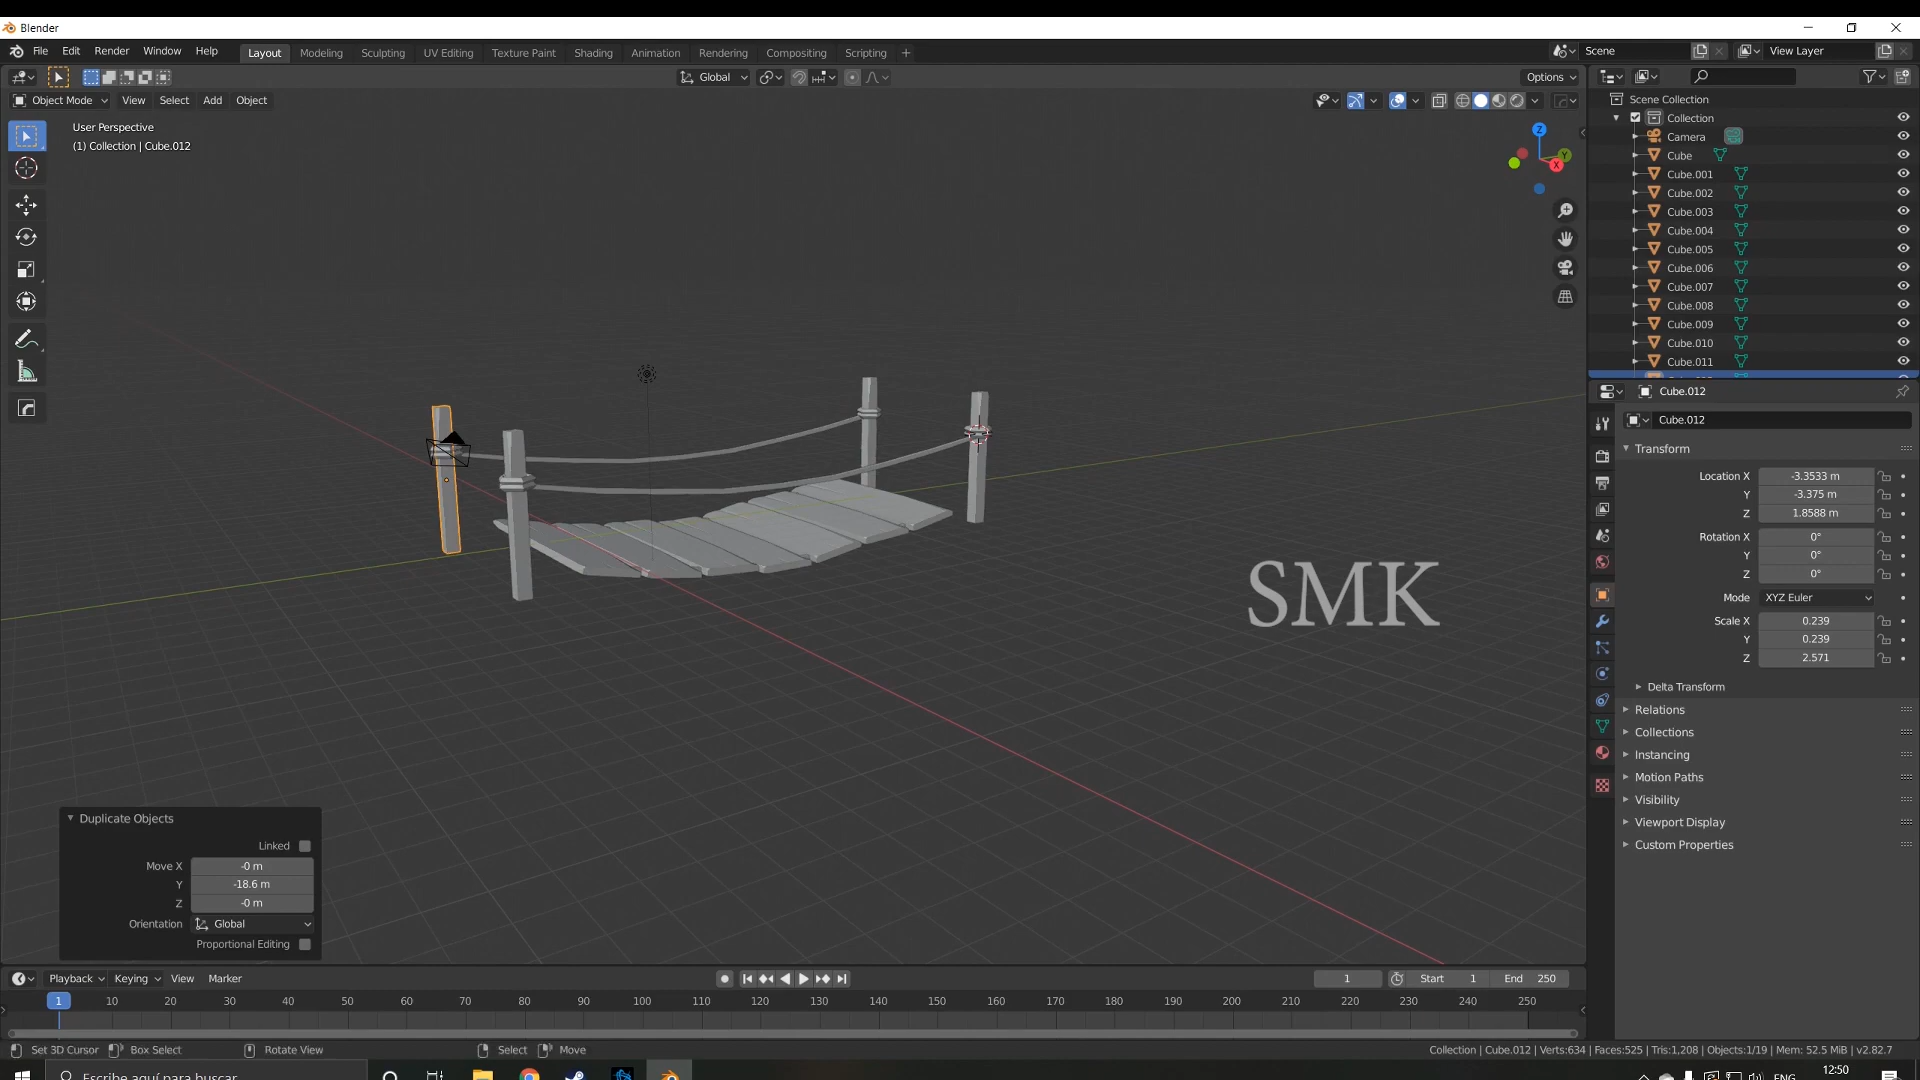 Blender
File Edit Render Window Help Layout Modeling Sculpting UV Editing Texture Paint Shading Animation Rendering Compositing Scripting Scene View Layer
Global Options
Object Mode View Select Add Object
User Perspective
(1) Collection | Cube.012
Z
Y
X
Scene Collection
Collection
Camera
Cube
Cube.001
Cube.002
Cube.003
Cube.004
Cube.005
Cube.006
Cube.007
Cube.008
Cube.009
Cube.010
Cube.011
Cube.012
Cube.012
Transform
Location X -3.3533 m
Y -3.375 m
Z 1.8588 m
Rotation X 0°
Y 0°
Z 0°
Mode XYZ Euler
Scale X 0.239
Y 0.239
Z 2.571
Delta Transform
Relations
Collections
Instancing
Motion Paths
Visibility
Viewport Display
Custom Properties
SMK
Duplicate Objects
Linked
Move X -0 m
Y -18.6 m
Z -0 m
Orientation Global
Proportional Editing
Playback Keying View Marker 1 Start 1 End 250
1 10 20 30 40 50 60 70 80 90 100 110 120 130 140 150 160 170 180 190 200 210 220 230 240 250
Set 3D Cursor Box Select Rotate View Select Move Collection | Cube.012 | Verts:634 | Faces:525 | Tris:1,208 | Objects:1/19 | Mem: 52.5 MiB | v2.82.7
Escribe aquí para buscar ENG 12:50